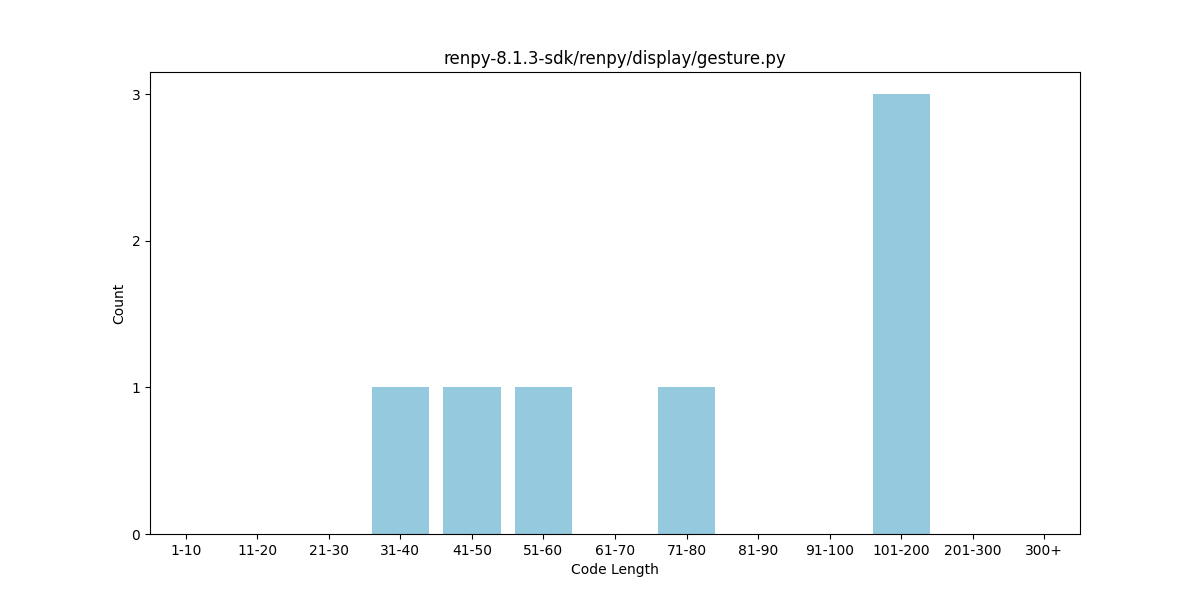 renpy-8.1.3-sdk/renpy/display/gesture.py
3
2
1
0
Count
1-10 11-20 21-30 31-40 41-50 51-60 61-70 71-80 81-90 91-100 101-200 201-300 300+
Code Length